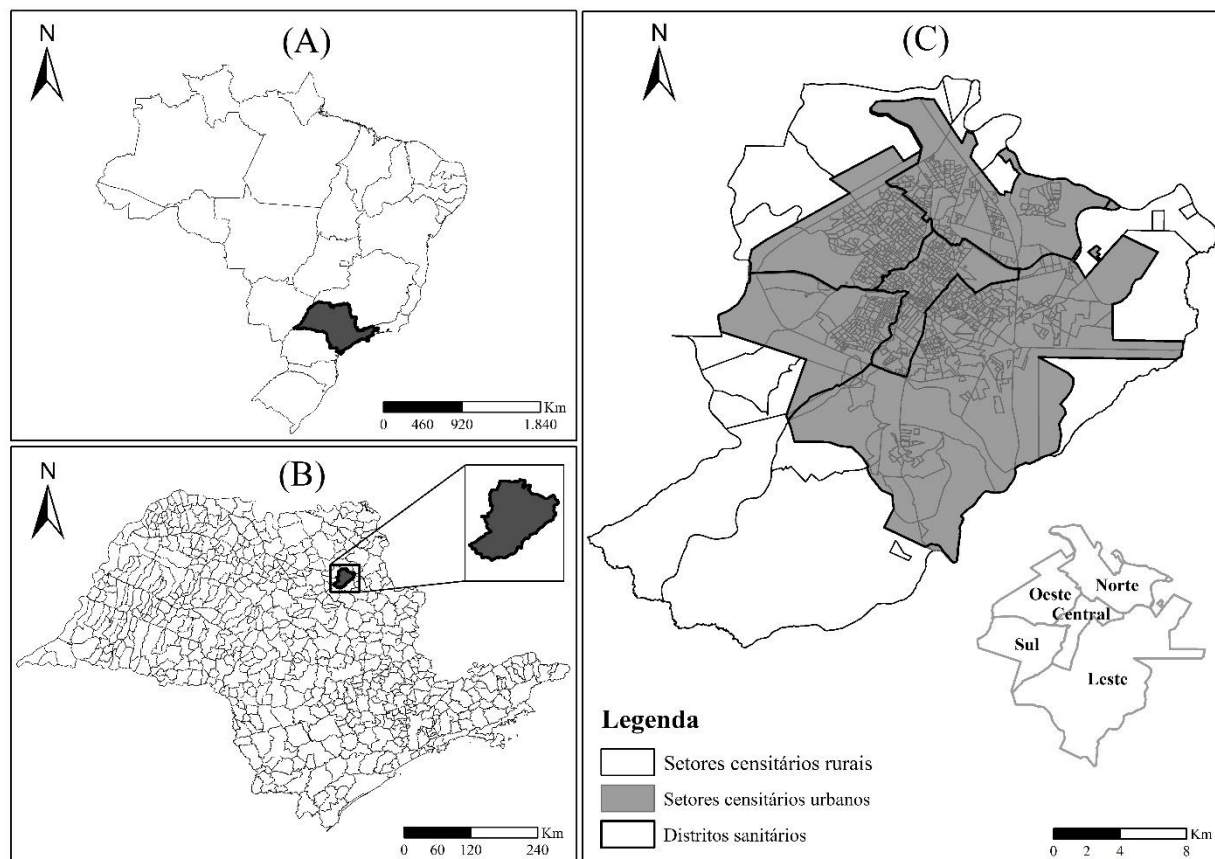 N
(A)
Km
0 460 920 1.840
N
(B)
Km
0 60 120 240
N
(C)
Norte
Oeste
Central
Sul
Leste
Legenda
Setores censitários rurais
Setores censitários urbanos
Distritos sanitários
Km
0 2 4 8